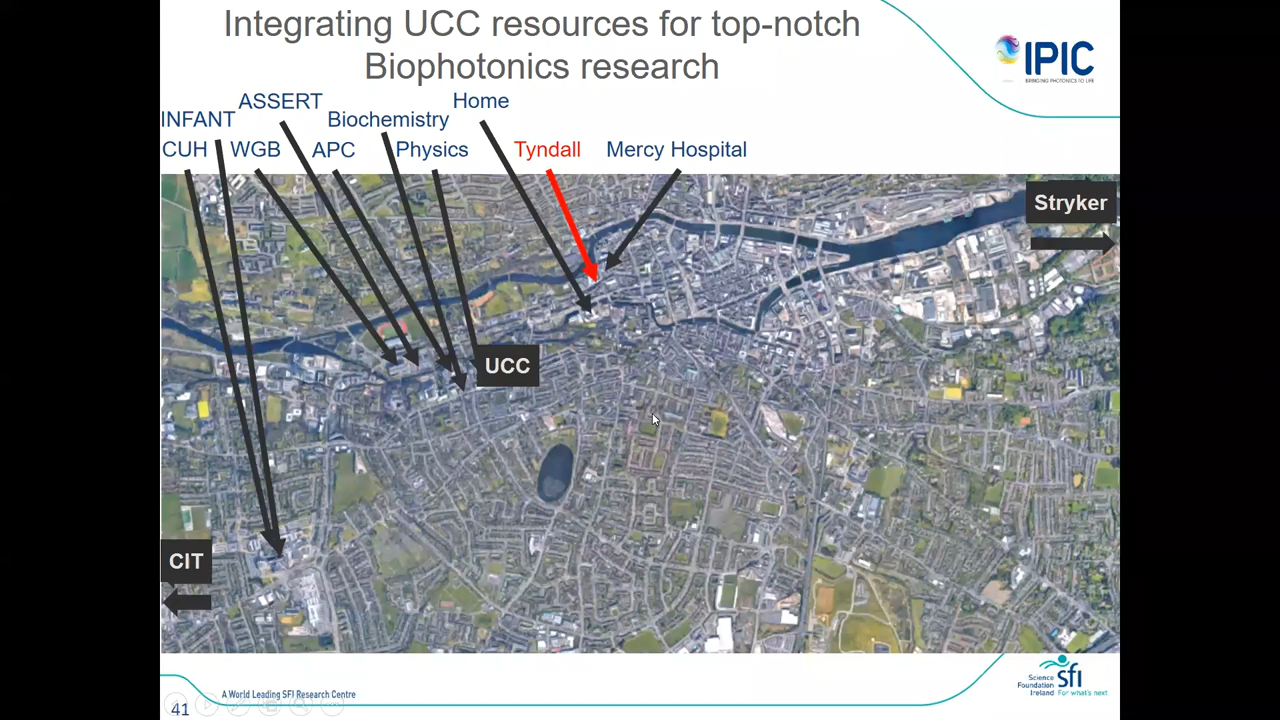 Integrating UCC resources for top-notch
Biophotonics research
IPIC
BRINGING PHOTONICS TO LIFE
ASSERT
Home
INFANT
Biochemistry
CUH
WGB
APC
Physics
Tyndall
Mercy Hospital
Stryker
UCC
CIT
A World Leading SFI Research Centre
Science
Foundation
Ireland
sfi
For what's next
41